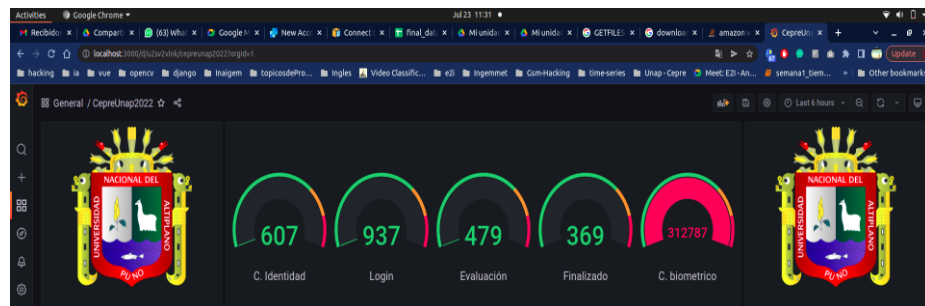 Activities Google Chrome Jul 23 11:31
Recibido: Compart: (63) What Google M New Acco Connect final_dat. Mi unidad Mi unidad GETFILES downloa: amazon CepreUn:
localhost:3000/d/u2sv2vlnk/cepreunap2022?orgId=1 Update
hacking ia vue opencv django Inaigem topicosdePro... Ingles Video Classific... e2i Ingemmet Gsm-Hacking time-series Unap-Cepre Meet: E2I-An... semana1_tiem... » Other bookmarks
General / CepreUnap2022 Last 6 hours
UNIVERSIDAD NACIONAL DEL ALTIPLANO
PUNO
607 937 479 369 312787
C. Identidad Login Evaluación Finalizado C. biometrico
UNIVERSIDAD NACIONAL DEL ALTIPLANO
PUNO